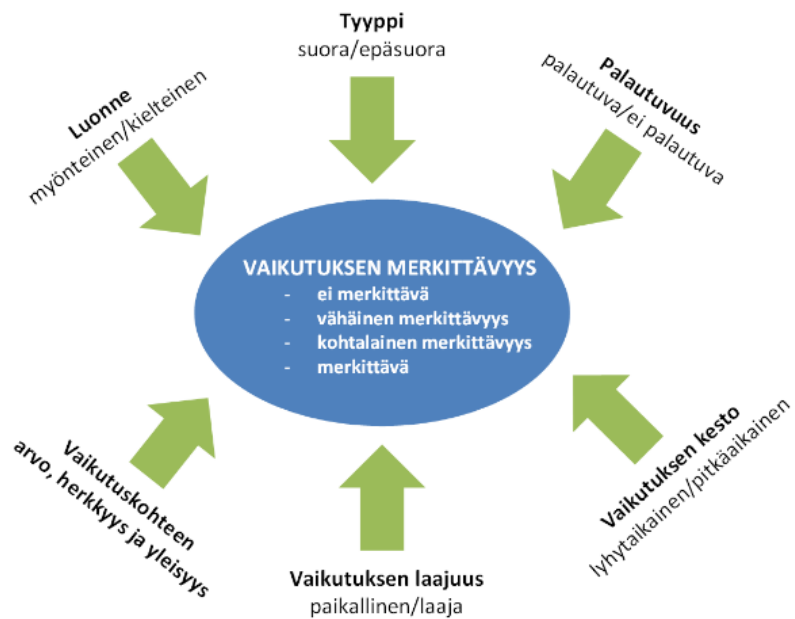 Tyyppi
suora/epäsuora
Luonne
myönteinen/kielteinen
Palautuvuus
palautuva/ei palautuva
VAIKUTUKSEN MERKITTÄVYYS
- ei merkittävä
- vähäinen merkittävyys
- kohtalainen merkittävyys
- merkittävä
Vaikutuskohteen
arvo, herkkyys ja yleisyys
Vaikutuksen laajuus
paikallinen/laaja
Vaikutuksen kesto
lyhytaikainen/pitkäaikainen